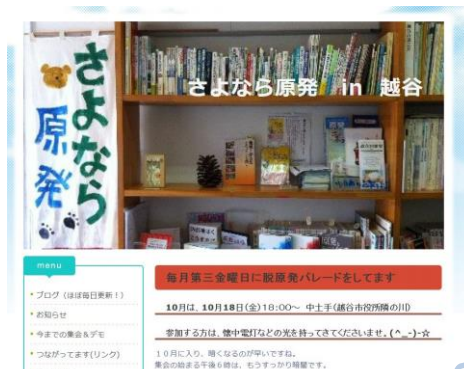 さよなら
原発
さよなら原発 in 越谷
menu
毎月第三金曜日に脱原発パレードをしてます
・ブログ（ほぼ毎日更新！）
10月は、10月18日(金)18:00～ 中土手(越谷市役所隣の川)
・お知らせ
・今までの集会&デモ
参加する方は、懐中電灯などの光を持ってきてくださいませ。(^_-)-☆
・つながってます(リンク)
１０月に入り、暗くなるのが早いですね。
集会の始まる午後６時は、もうすっかり暗闇です。